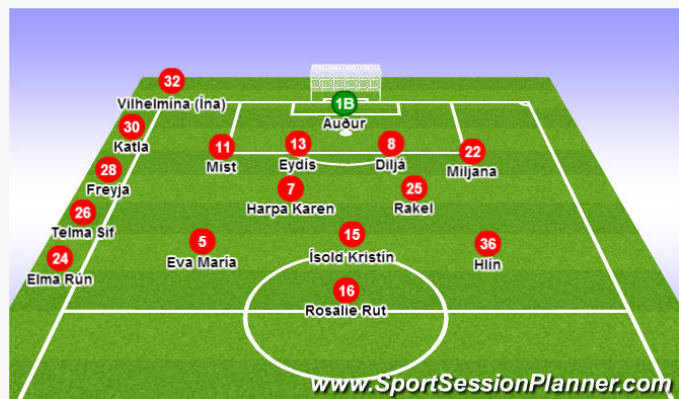 32
Vilhelmína (Ína)
1B
Auður
30
Katla
11
Mist
13
Eydís
8
Diljá
22
Miljana
28
Freyja
7
Harpa Karen
25
Rakel
26
Telma Sif
5
Eva María
15
Ísold Kristín
36
Hlín
24
Elma Rún
16
Rosalie Rut
www.SportSessionPlanner.com